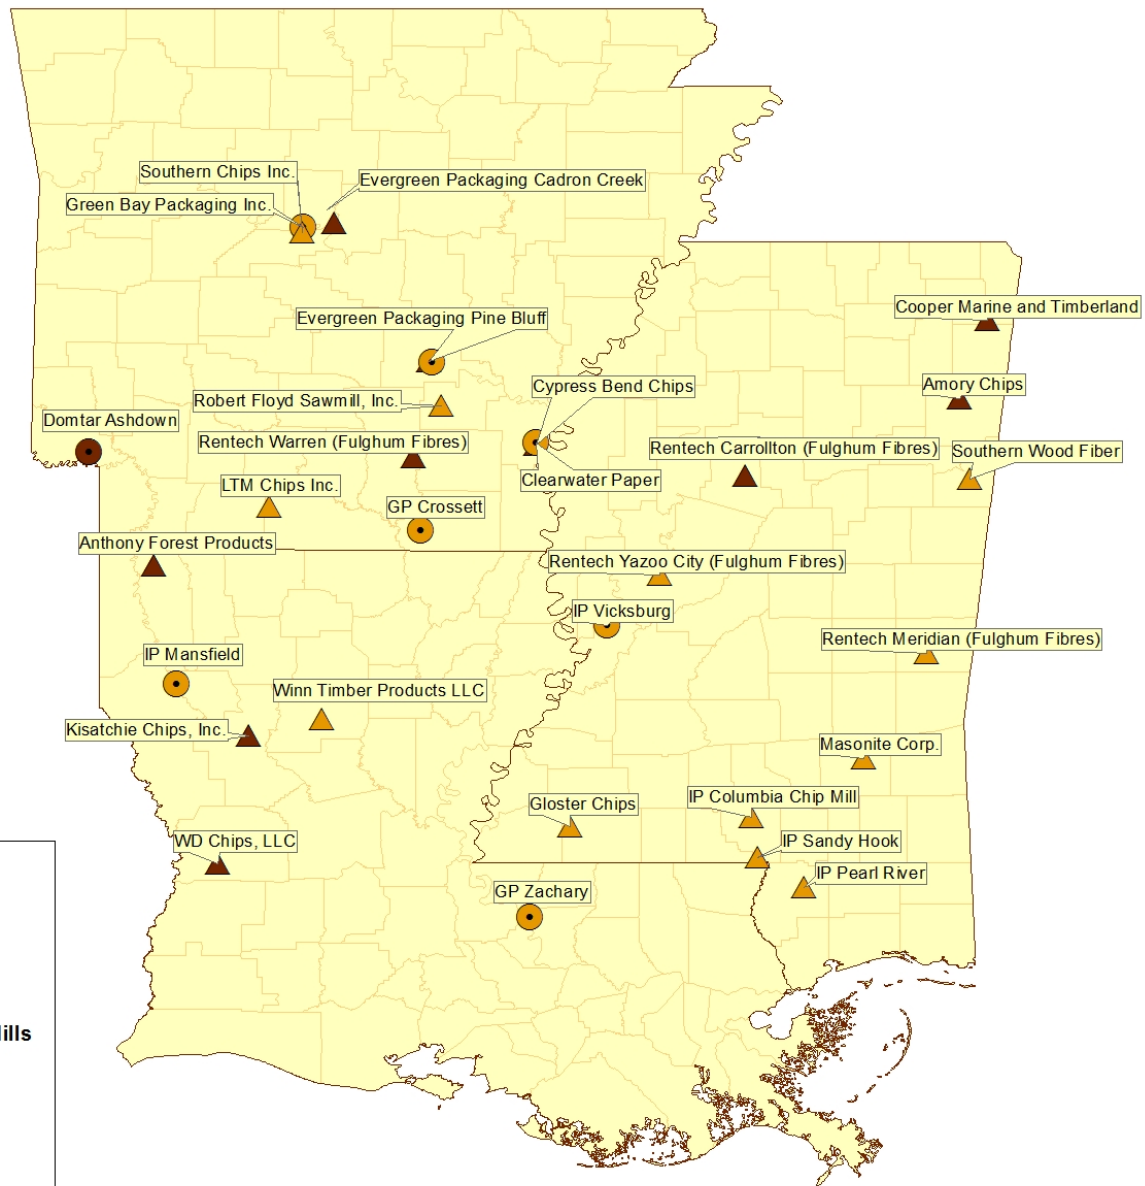 Southern Chips Inc.
Evergreen Packaging Cadron Creek
Green Bay Packaging Inc.
Cooper Marine and Timberland
Evergreen Packaging Pine Bluff
Cypress Bend Chips
Amory Chips
Robert Floyd Sawmill, Inc.
Domtar Ashdown
Rentech Warren (Fulghum Fibres)
Rentech Carrollton (Fulghum Fibres)
Southern Wood Fiber
Clearwater Paper
LTM Chips Inc.
GP Crossett
Anthony Forest Products
Rentech Yazoo City (Fulghum Fibres)
IP Vicksburg
Rentech Meridian (Fulghum Fibres)
IP Mansfield
Winn Timber Products LLC
Kisatchie Chips, Inc.
Masonite Corp.
IP Columbia Chip Mill
Gloster Chips
WD Chips, LLC
IP Sandy Hook
IP Pearl River
GP Zachary